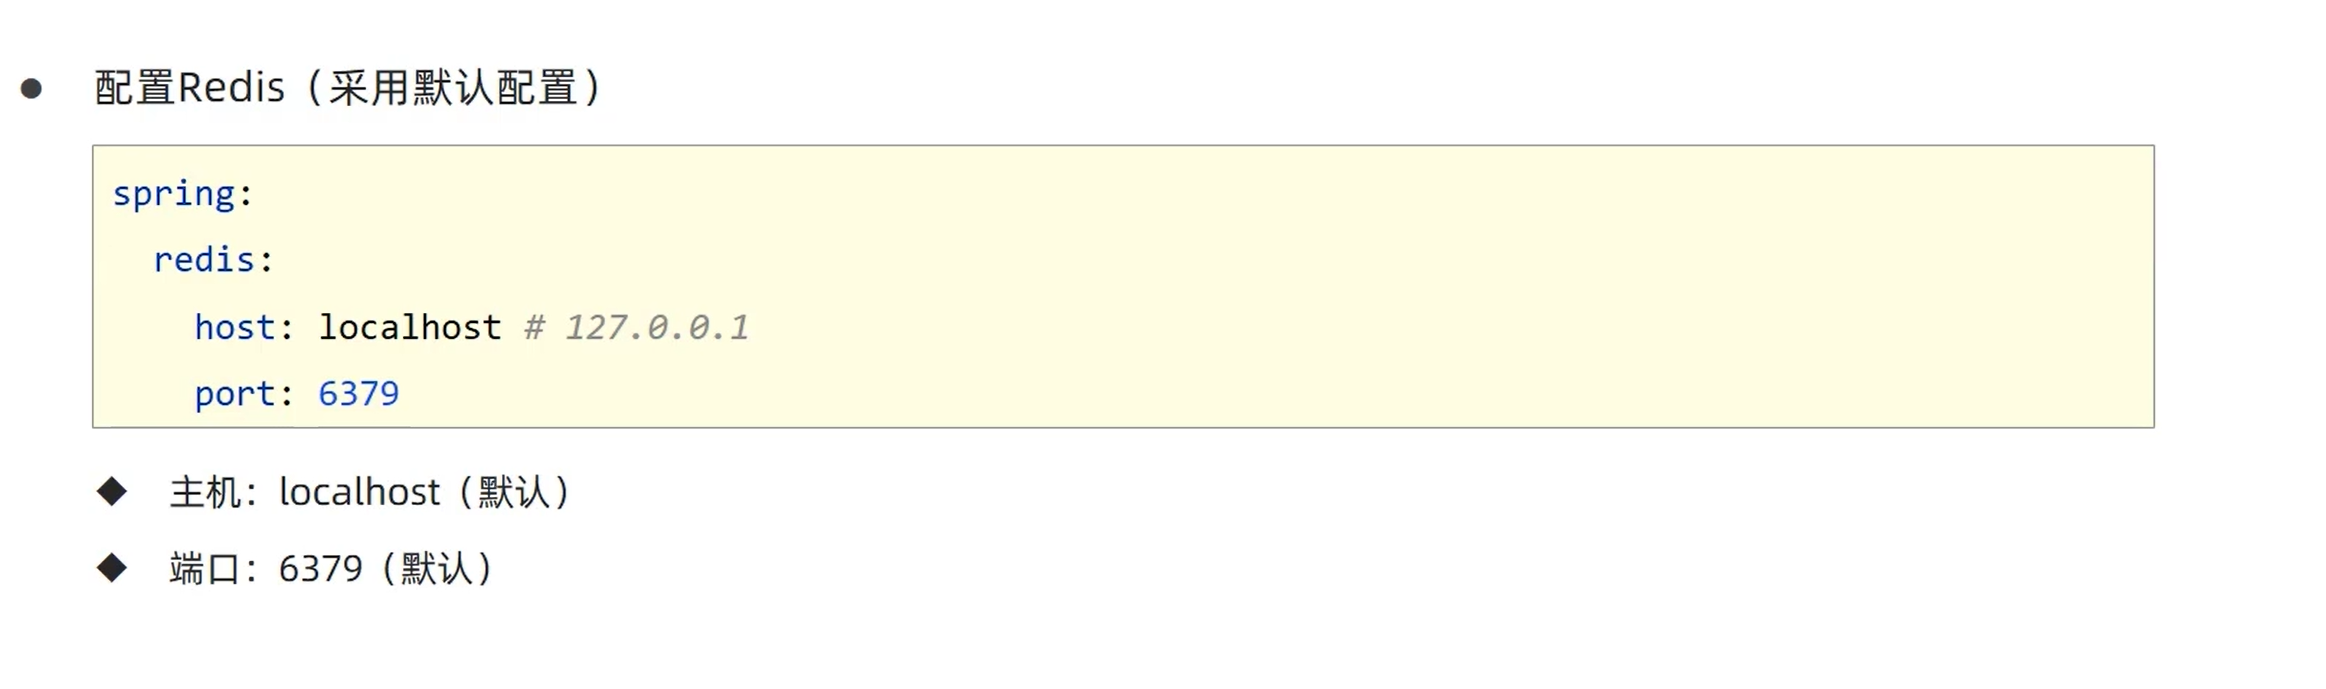 ● 配置Redis（采用默认配置）
spring:
  redis:
    host: localhost # 127.0.0.1
    port: 6379
◆ 主机：localhost（默认）
◆ 端口：6379（默认）